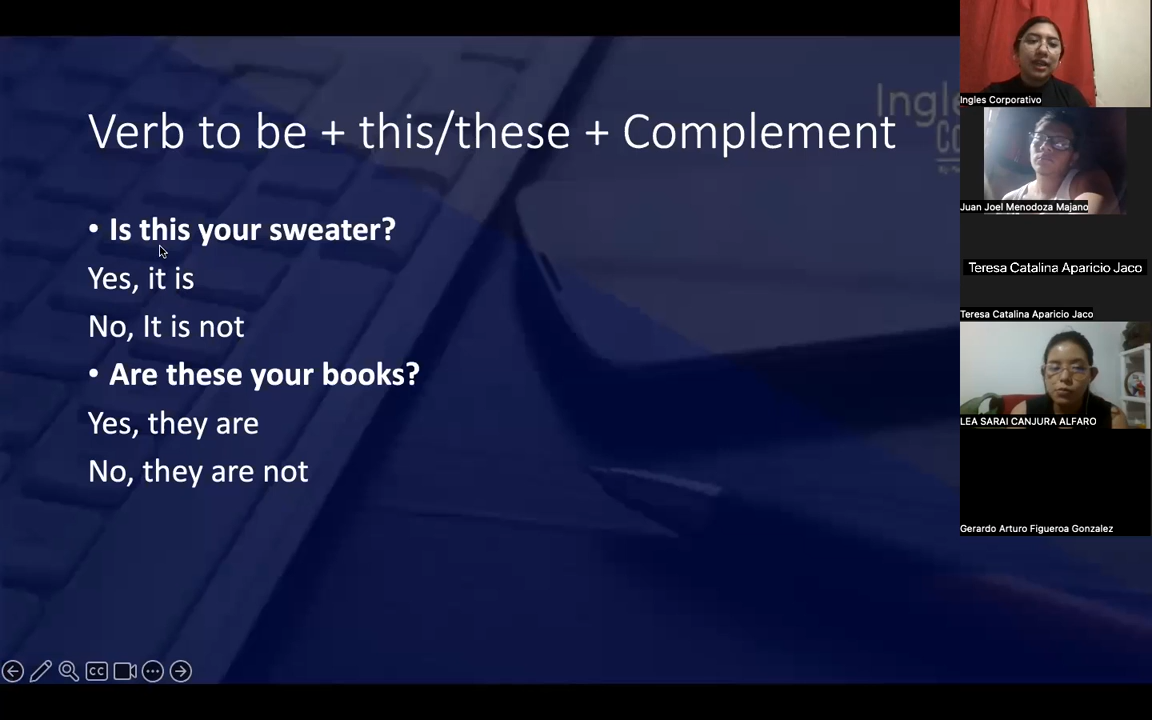 Verb to be + this/these + Complement
• Is this your sweater?
Yes, it is
No, It is not
• Are these your books?
Yes, they are
No, they are not
Ingles Corporativo
Juan Joel Menodoza Majano
Teresa Catalina Aparicio Jaco
Teresa Catalina Aparicio Jaco
LEA SARAI CANJURA ALFARO
Gerardo Arturo Figueroa Gonzalez
CC